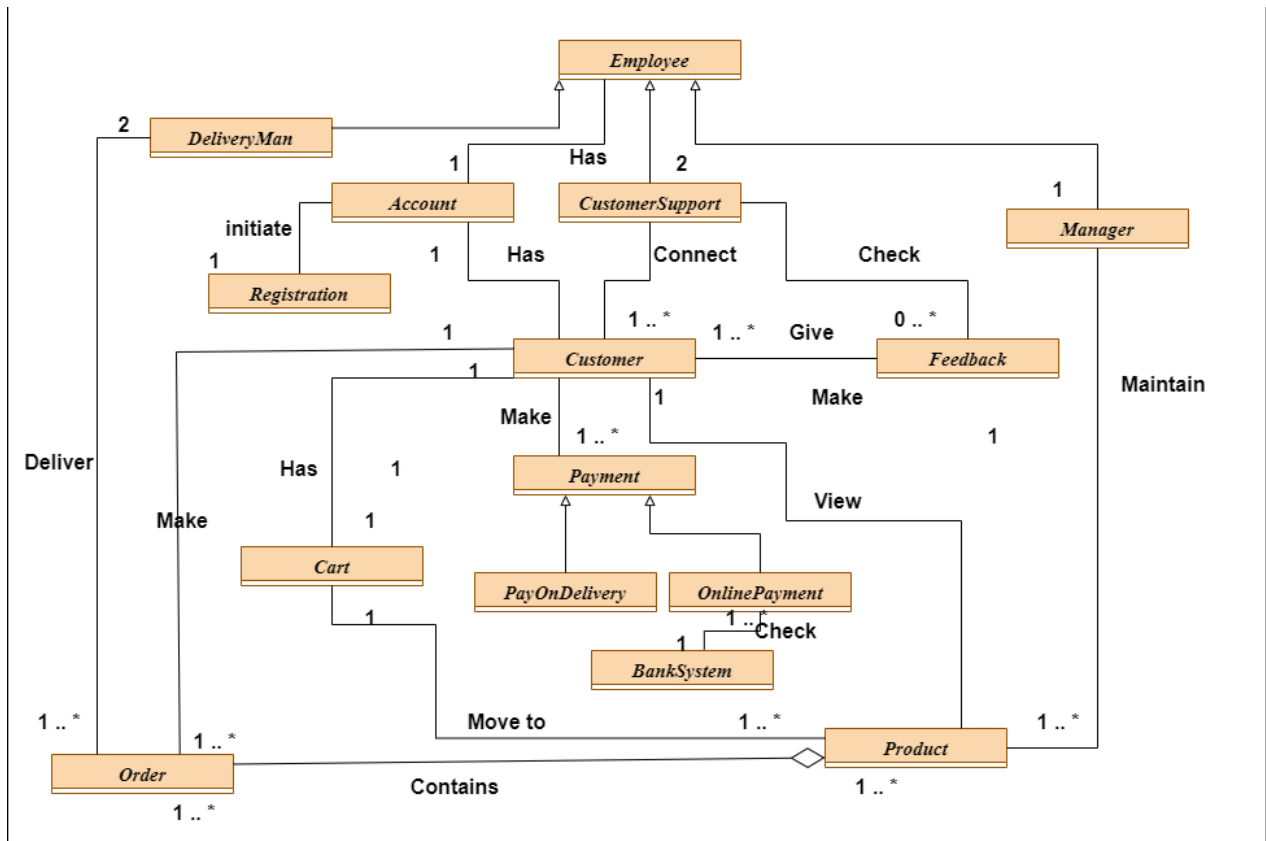 Employee
2
DeliveryMan
Has
1
2
1
Account
CustomerSupport
Manager
initiate
1
Has
Connect
Check
1
Registration
1 .. *
1 .. *
0 .. *
Give
1
Customer
Feedback
1
Make
1
Make
Maintain
1 .. *
1
Deliver
Has
1
Payment
View
Make
1
Cart
PayOnDelivery
OnlinePayment
1
1 .. *
Check
1
BankSystem
1 .. *
Move to
1 .. *
1 .. *
1 .. *
Product
Order
Contains
1 .. *
1 .. *